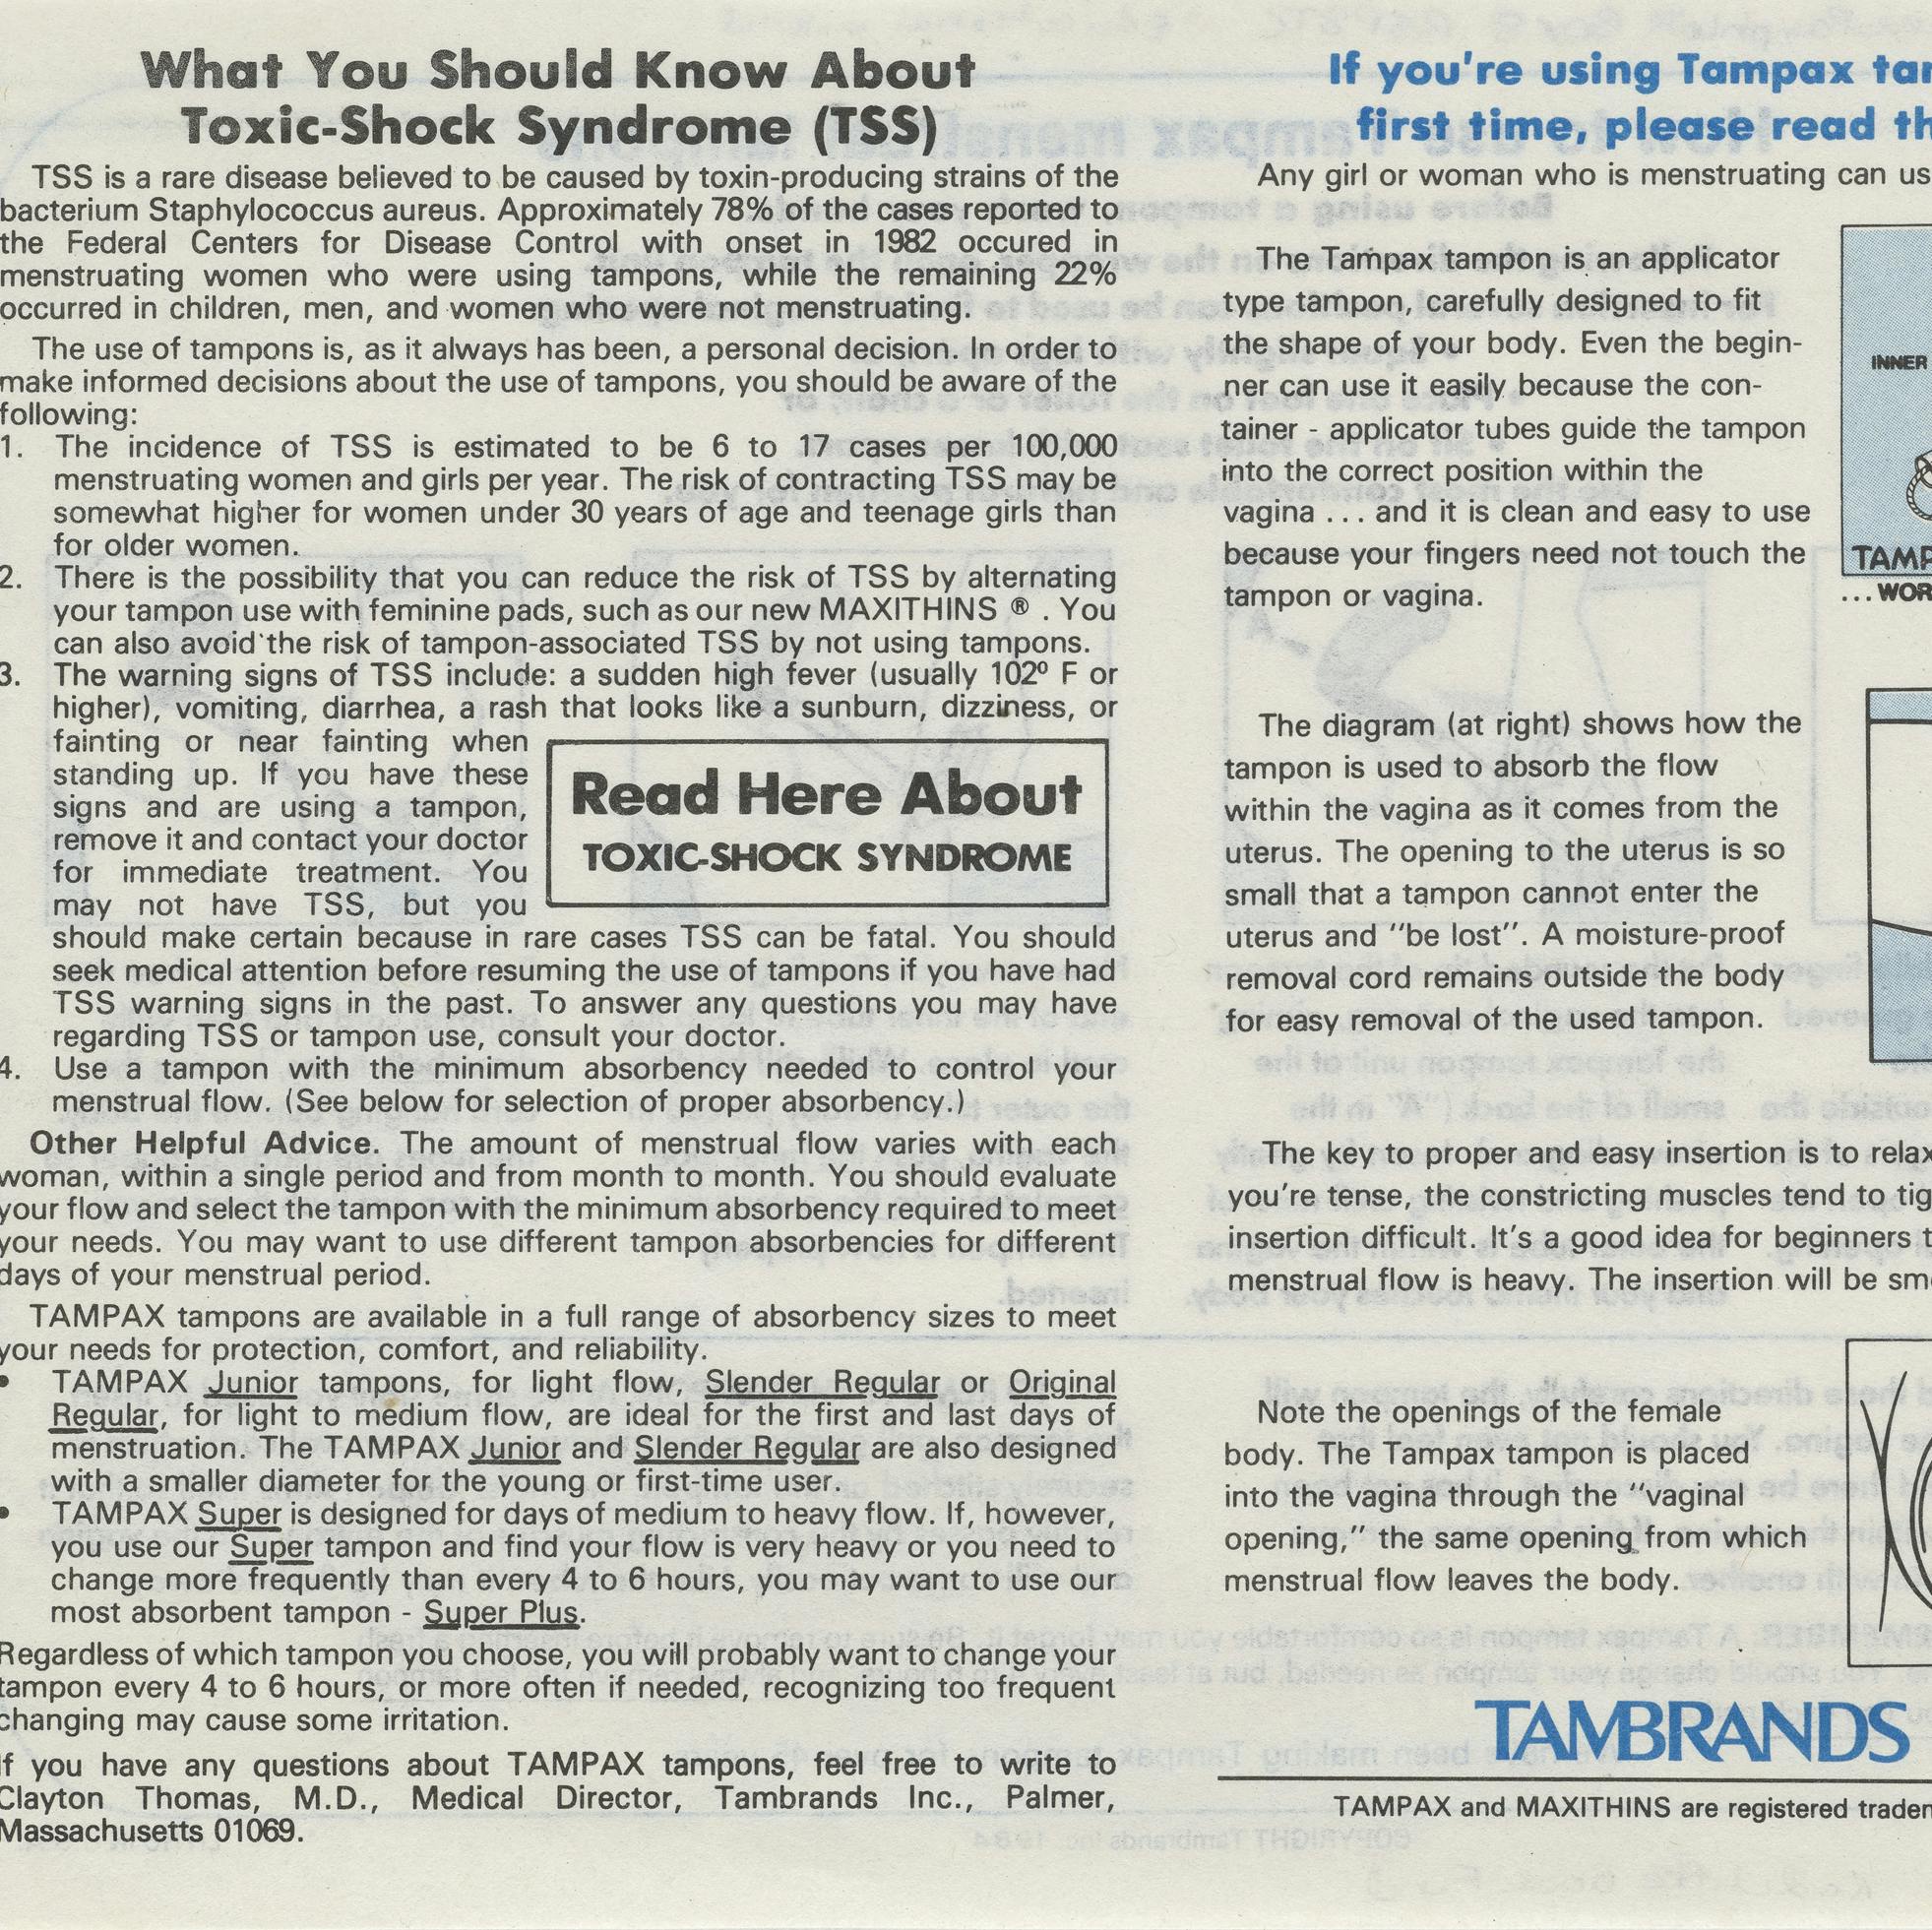 What You Should Know About
Toxic-Shock Syndrome (TSS)
TSS is a rare disease believed to be caused by toxin-producing strains of the
bacterium Staphylococcus aureus. Approximately 78% of the cases reported to
the Federal Centers for Disease Control with onset in 1982 occured in
menstruating women who were using tampons, while the remaining 22%
occurred in children, men, and women who were not menstruating.
The use of tampons is, as it always has been, a personal decision. In order to
make informed decisions about the use of tampons, you should be aware of the
following:
1. The incidence of TSS is estimated to be 6 to 17 cases per 100,000
menstruating women and girls per year. The risk of contracting TSS may be
somewhat higher for women under 30 years of age and teenage girls than
for older women.
2. There is the possibility that you can reduce the risk of TSS by alternating
your tampon use with feminine pads, such as our new MAXITHINS ® . You
can also avoid the risk of tampon-associated TSS by not using tampons.
3. The warning signs of TSS include: a sudden high fever (usually 102º F or
higher), vomiting, diarrhea, a rash that looks like a sunburn, dizziness, or
fainting or near fainting when
standing up. If you have these
signs and are using a tampon,
remove it and contact your doctor
for immediate treatment. You
may not have TSS, but you
should make certain because in rare cases TSS can be fatal. You should
seek medical attention before resuming the use of tampons if you have had
TSS warning signs in the past. To answer any questions you may have
regarding TSS or tampon use, consult your doctor.
Read Here About
TOXIC-SHOCK SYNDROME
4. Use a tampon with the minimum absorbency needed to control your
menstrual flow. (See below for selection of proper absorbency.)
Other Helpful Advice. The amount of menstrual flow varies with each
woman, within a single period and from month to month. You should evaluate
your flow and select the tampon with the minimum absorbency required to meet
your needs. You may want to use different tampon absorbencies for different
days of your menstrual period.
TAMPAX tampons are available in a full range of absorbency sizes to meet
your needs for protection, comfort, and reliability.
• TAMPAX Junior tampons, for light flow, Slender Regular or Original
Regular, for light to medium flow, are ideal for the first and last days of
menstruation. The TAMPAX Junior and Slender Regular are also designed
with a smaller diameter for the young or first-time user.
• TAMPAX Super is designed for days of medium to heavy flow. If, however,
you use our Super tampon and find your flow is very heavy or you need to
change more frequently than every 4 to 6 hours, you may want to use our
most absorbent tampon - Super Plus.
Regardless of which tampon you choose, you will probably want to change your
tampon every 4 to 6 hours, or more often if needed, recognizing too frequent
changing may cause some irritation.
If you have any questions about TAMPAX tampons, feel free to write to
Clayton Thomas, M.D., Medical Director, Tambrands Inc., Palmer,
Massachusetts 01069.
If you're using Tampax
first time, please read
Any girl or woman who is menstruating can
The Tampax tampon is an applicator
type tampon, carefully designed to fit
the shape of your body. Even the begin-
ner can use it easily because the con-
tainer - applicator tubes guide the tampon
into the correct position within the
vagina ... and it is clean and easy to use
because your fingers need not touch the
tampon or vagina.
INNER
The diagram (at right) shows how the
tampon is used to absorb the flow
within the vagina as it comes from the
uterus. The opening to the uterus is so
small that a tampon cannot enter the
uterus and "be lost". A moisture-proof
removal cord remains outside the body
for easy removal of the used tampon.
The key to proper and easy insertion is to relax
you're tense, the constricting muscles tend to
insertion difficult. It's a good idea for beginners
menstrual flow is heavy. The insertion will be
Note the openings of the female
body. The Tampax tampon is placed
into the vagina through the "vaginal
opening," the same opening from which
menstrual flow leaves the body.
TAMBRANDS
TAMPAX and MAXITHINS are registered